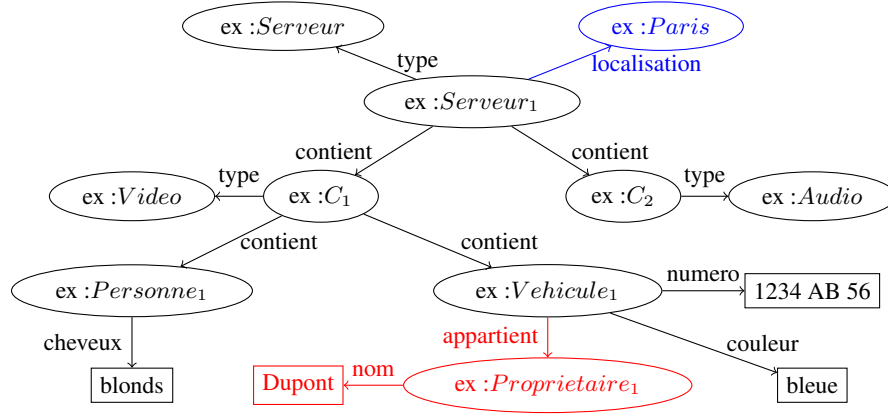 ex :Serveur
ex :Paris
type
localisation
ex :Serveur₁
contient
contient
ex :Video
type
ex :C₁
ex :C₂
type
ex :Audio
contient
contient
ex :Personne₁
ex :Vehicule₁
numero
1234 AB 56
cheveux
appartient
couleur
blonds
Dupont
nom
ex :Proprietaire₁
bleue